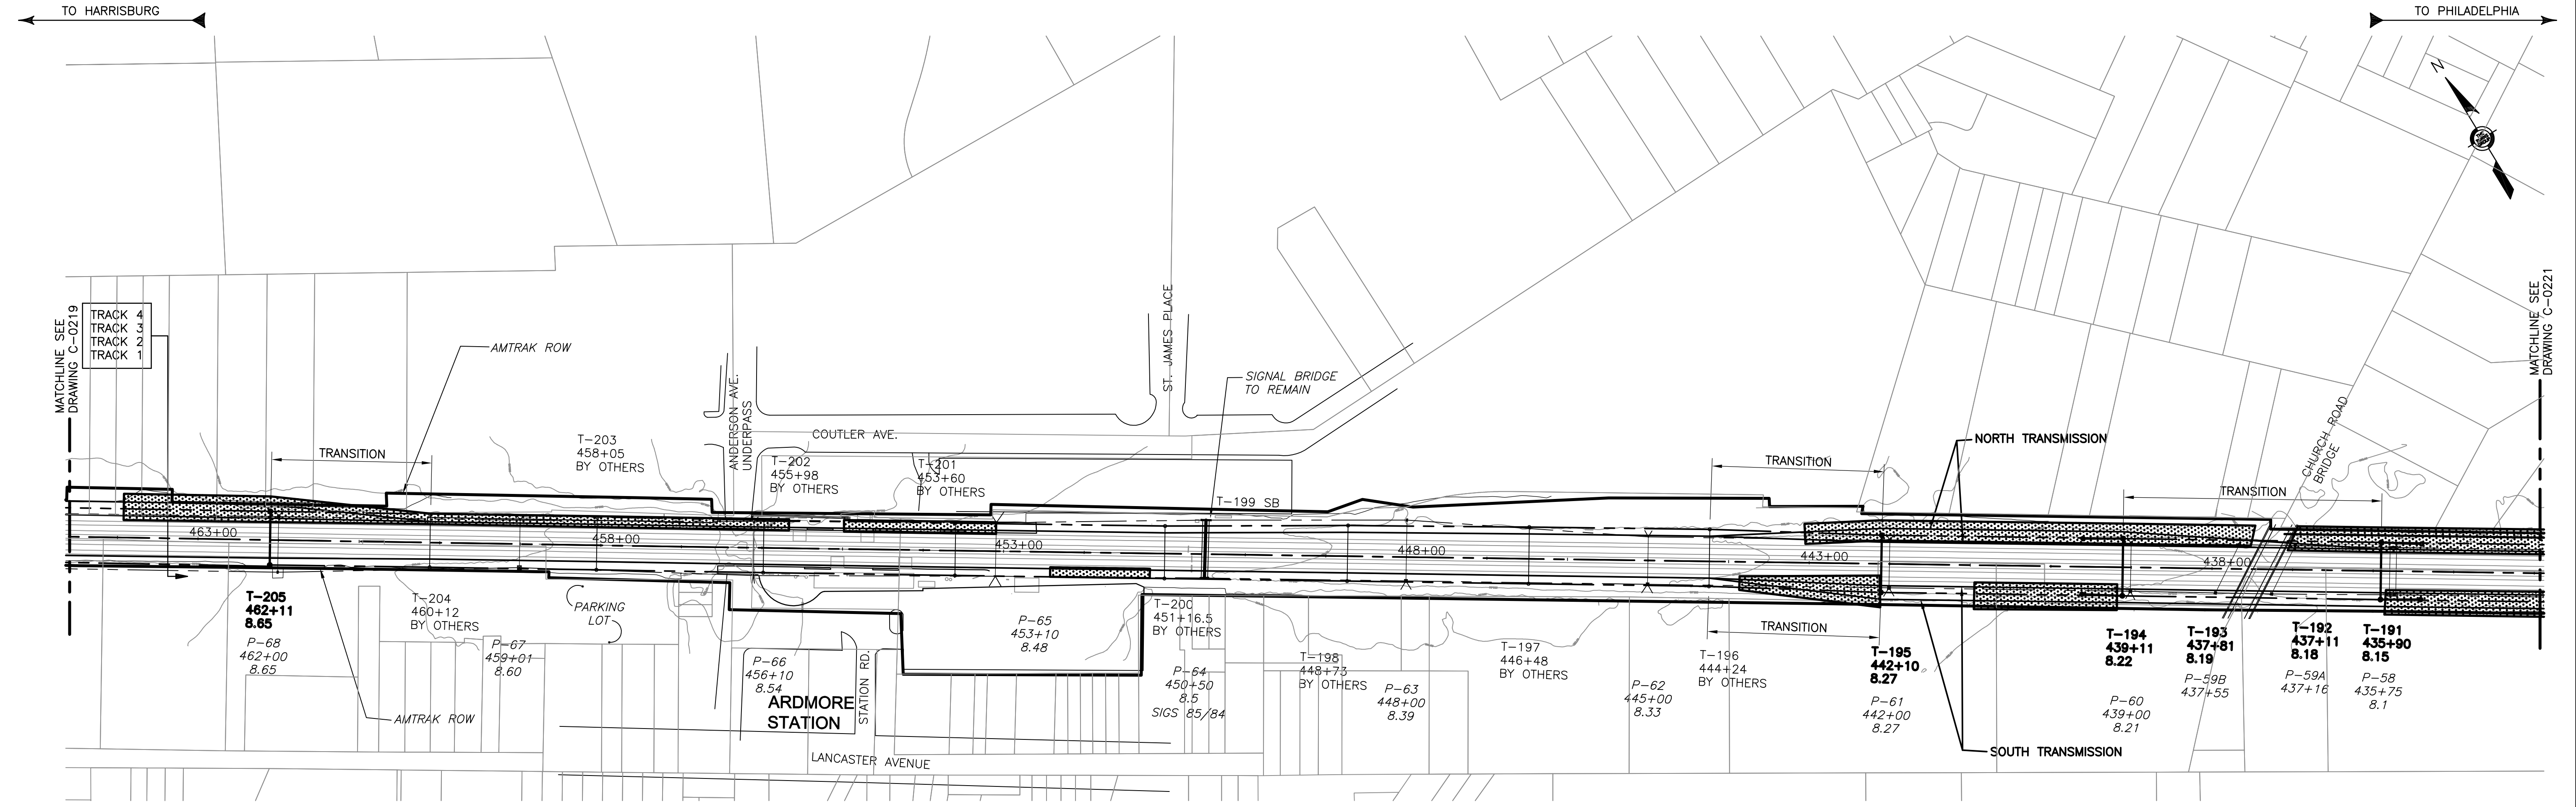 TO HARRISBURG
TO PHILADELPHIA
N
MATCHLINE SEE
DRAWING C-0219
TRACK 4
TRACK 3
TRACK 2
TRACK 1
AMTRAK ROW
TRANSITION
T-203
458+05
BY OTHERS
ANDERSON AVE.
UNDERPASS
COUTLER AVE.
T-202
455+98
BY OTHERS
T-201
453+60
BY OTHERS
ST. JAMES PLACE
SIGNAL BRIDGE
TO REMAIN
T-199 SB
TRANSITION
NORTH TRANSMISSION
TRANSITION
CHURCH ROAD
BRIDGE
MATCHLINE SEE
DRAWING C-0221
463+00
458+00
453+00
448+00
443+00
438+00
T-205
462+11
8.65
P-68
462+00
8.65
T-204
460+12
BY OTHERS
AMTRAK ROW
P-67
459+01
8.60
PARKING
LOT
P-66
456+10
8.54
ARDMORE
STATION
STATION RD.
LANCASTER AVENUE
P-65
453+10
8.48
T-200
451+16.5
BY OTHERS
P-64
450+50
8.5
SIGS 85/84
T-198
448+73
BY OTHERS
P-63
448+00
8.39
T-197
446+48
BY OTHERS
P-62
445+00
8.33
TRANSITION
T-196
444+24
BY OTHERS
T-195
442+10
8.27
P-61
442+00
8.27
SOUTH TRANSMISSION
T-194
439+11
8.22
P-60
439+00
8.21
T-193
437+81
8.19
P-59B
437+55
T-192
437+11
8.18
P-59A
437+16
T-191
435+90
8.15
P-58
435+75
8.1